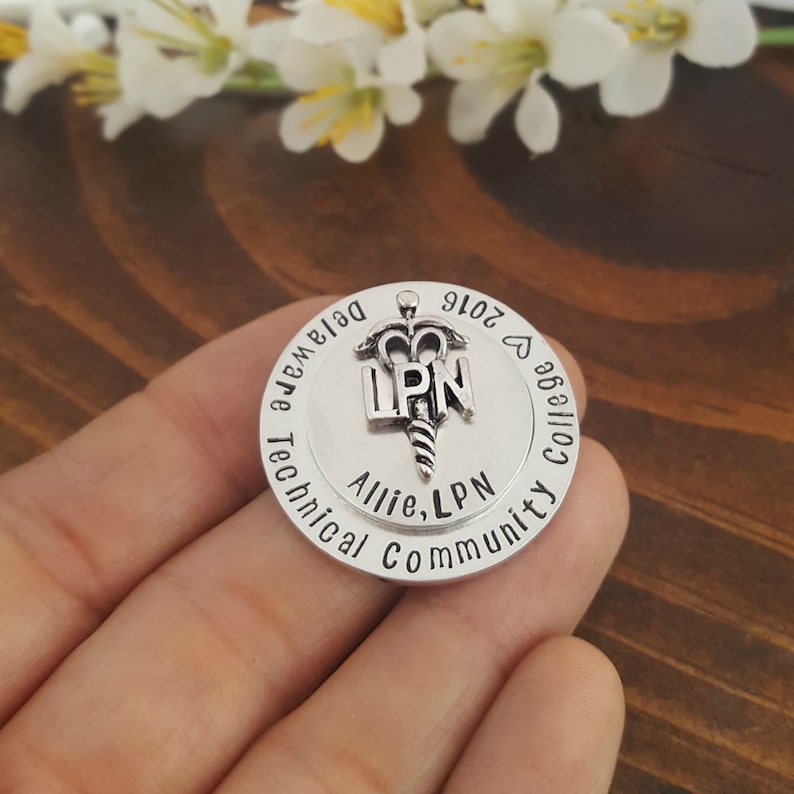 Delaware Technical Community College ♡ 2016
LPN
Allie, LPN